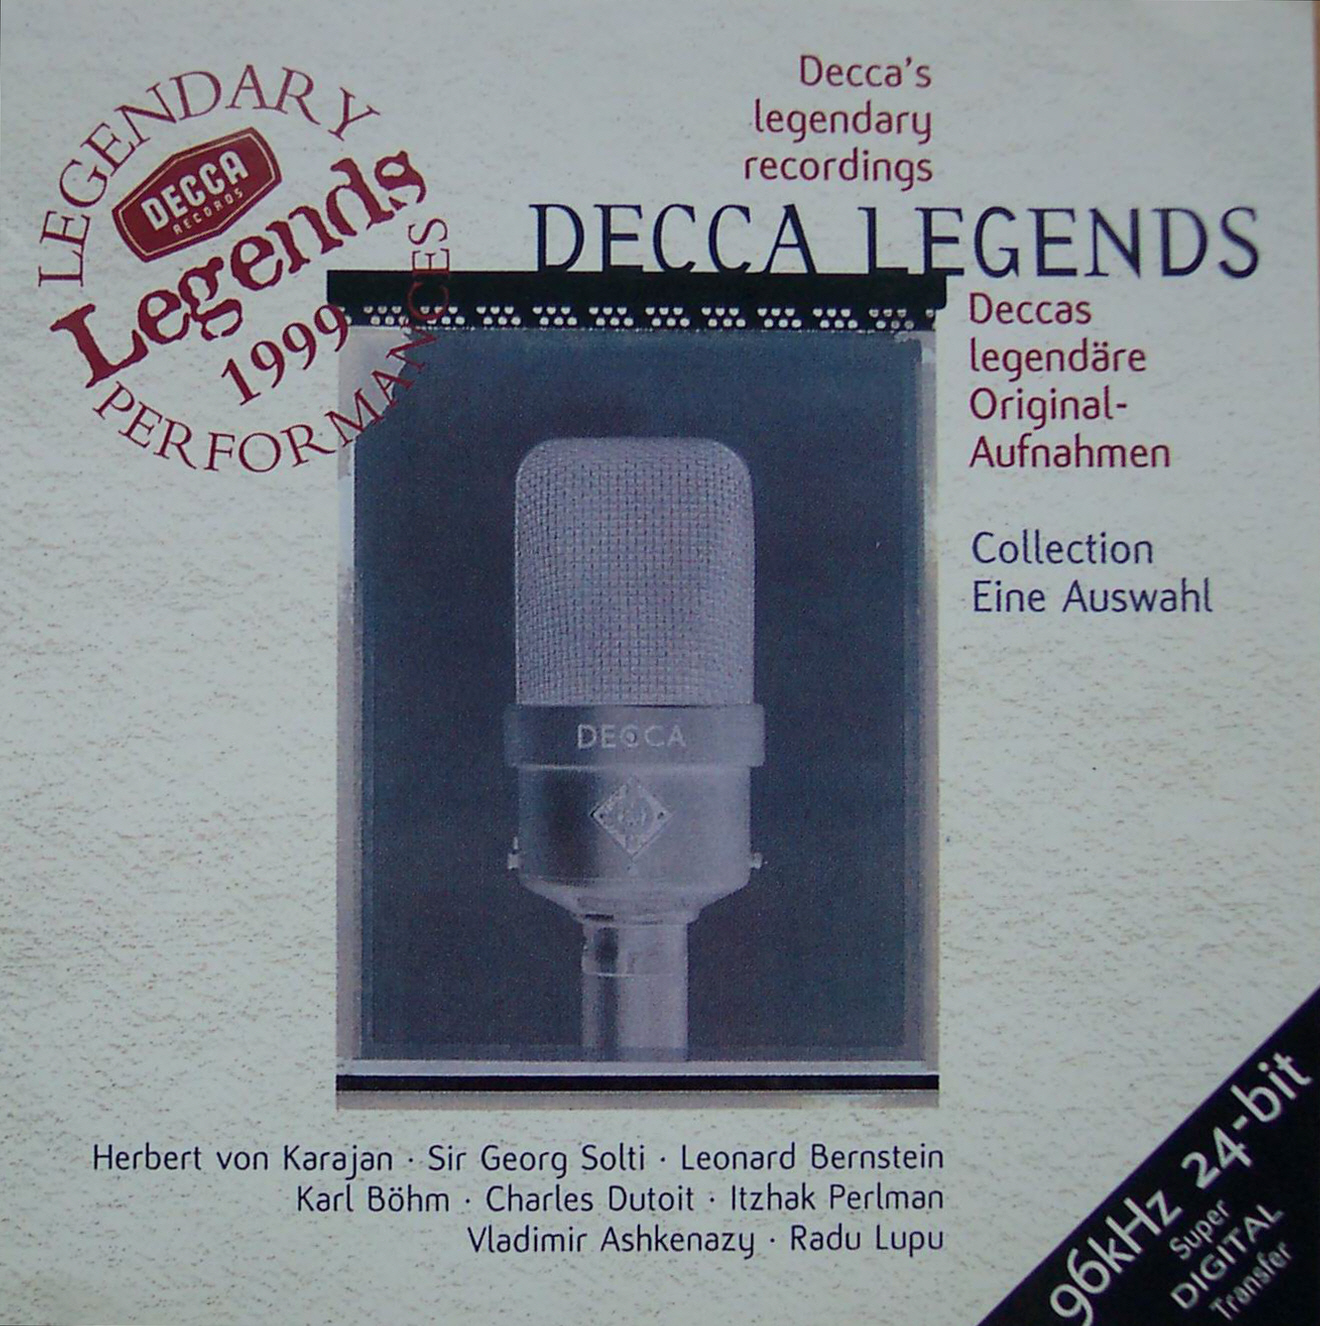 LEGENDARY
DECCA
RECORDS
Legends
1999
PERFORMANCES
Decca's
legendary
recordings
DECCA LEGENDS
Deccas
legendäre
Original-
Aufnahmen
Collection
Eine Auswahl
DECCA
Herbert von Karajan · Sir Georg Solti · Leonard Bernstein
Karl Böhm · Charles Dutoit · Itzhak Perlman
Vladimir Ashkenazy · Radu Lupu
96kHz 24-bit
Super
DIGITAL
Transfer